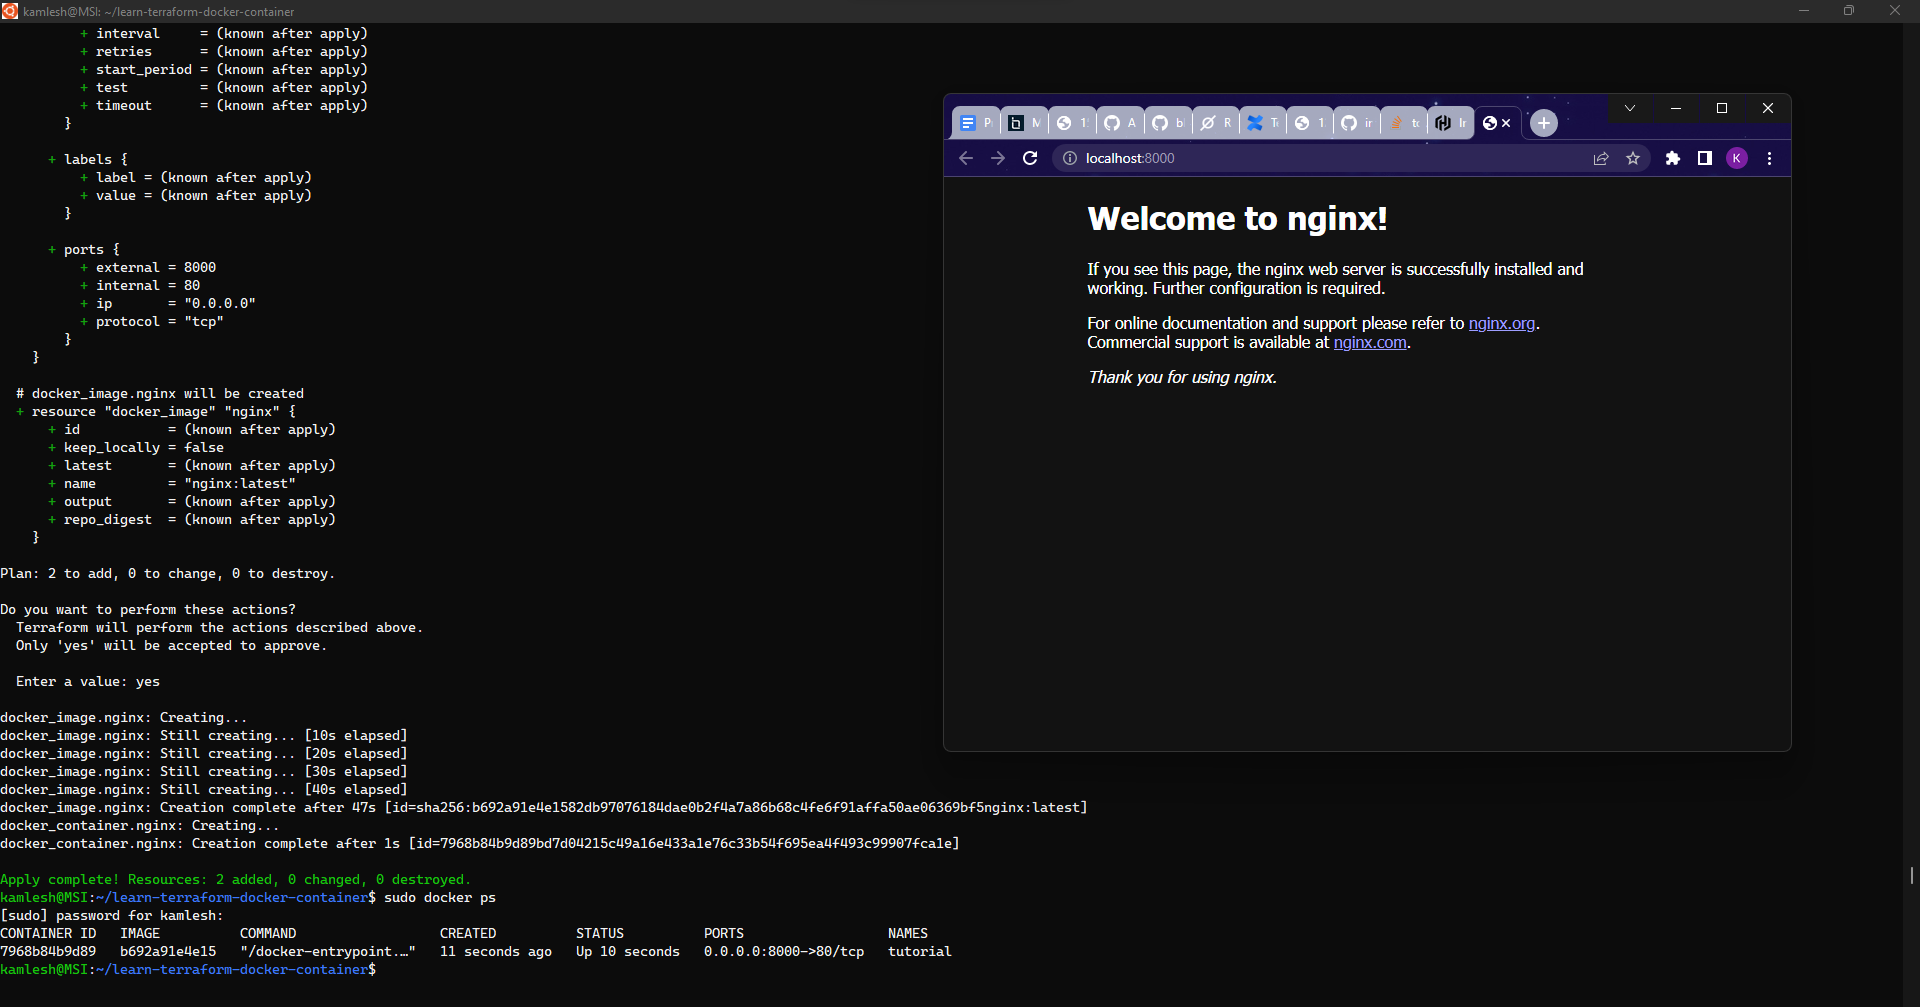 kamlesh@MSI: ~/learn-terraform-docker-container
+ interval     = (known after apply)
+ retries      = (known after apply)
+ start_period = (known after apply)
+ test         = (known after apply)
+ timeout      = (known after apply)
}
+ labels {
+ label = (known after apply)
+ value = (known after apply)
}
+ ports {
+ external = 8000
+ internal = 80
+ ip       = "0.0.0.0"
+ protocol = "tcp"
}
}
# docker_image.nginx will be created
+ resource "docker_image" "nginx" {
+ id           = (known after apply)
+ keep_locally = false
+ latest       = (known after apply)
+ name         = "nginx:latest"
+ output       = (known after apply)
+ repo_digest  = (known after apply)
}
Plan: 2 to add, 0 to change, 0 to destroy.
Do you want to perform these actions?
Terraform will perform the actions described above.
Only 'yes' will be accepted to approve.
Enter a value: yes
docker_image.nginx: Creating...
docker_image.nginx: Still creating... [10s elapsed]
docker_image.nginx: Still creating... [20s elapsed]
docker_image.nginx: Still creating... [30s elapsed]
docker_image.nginx: Still creating... [40s elapsed]
docker_image.nginx: Creation complete after 47s [id=sha256:b692a91e4e1582db97076184dae0b2f4a7a86b68c4fe6f91affa50ae06369bf5nginx:latest]
docker_container.nginx: Creating...
docker_container.nginx: Creation complete after 1s [id=7968b84b9d89bd7d04215c49a16e433a1e76c33b54f695ea4f493c99907fca1e]
Apply complete! Resources: 2 added, 0 changed, 0 destroyed.
kamlesh@MSI:~/learn-terraform-docker-container$ sudo docker ps
[sudo] password for kamlesh:
CONTAINER ID   IMAGE          COMMAND                  CREATED          STATUS          PORTS                  NAMES
7968b84b9d89   b692a91e4e15   "/docker-entrypoint.…"   11 seconds ago   Up 10 seconds   0.0.0.0:8000->80/tcp   tutorial
kamlesh@MSI:~/learn-terraform-docker-container$
localhost:8000
K
Welcome to nginx!
If you see this page, the nginx web server is successfully installed and
working. Further configuration is required.
For online documentation and support please refer to nginx.org.
Commercial support is available at nginx.com.
Thank you for using nginx.